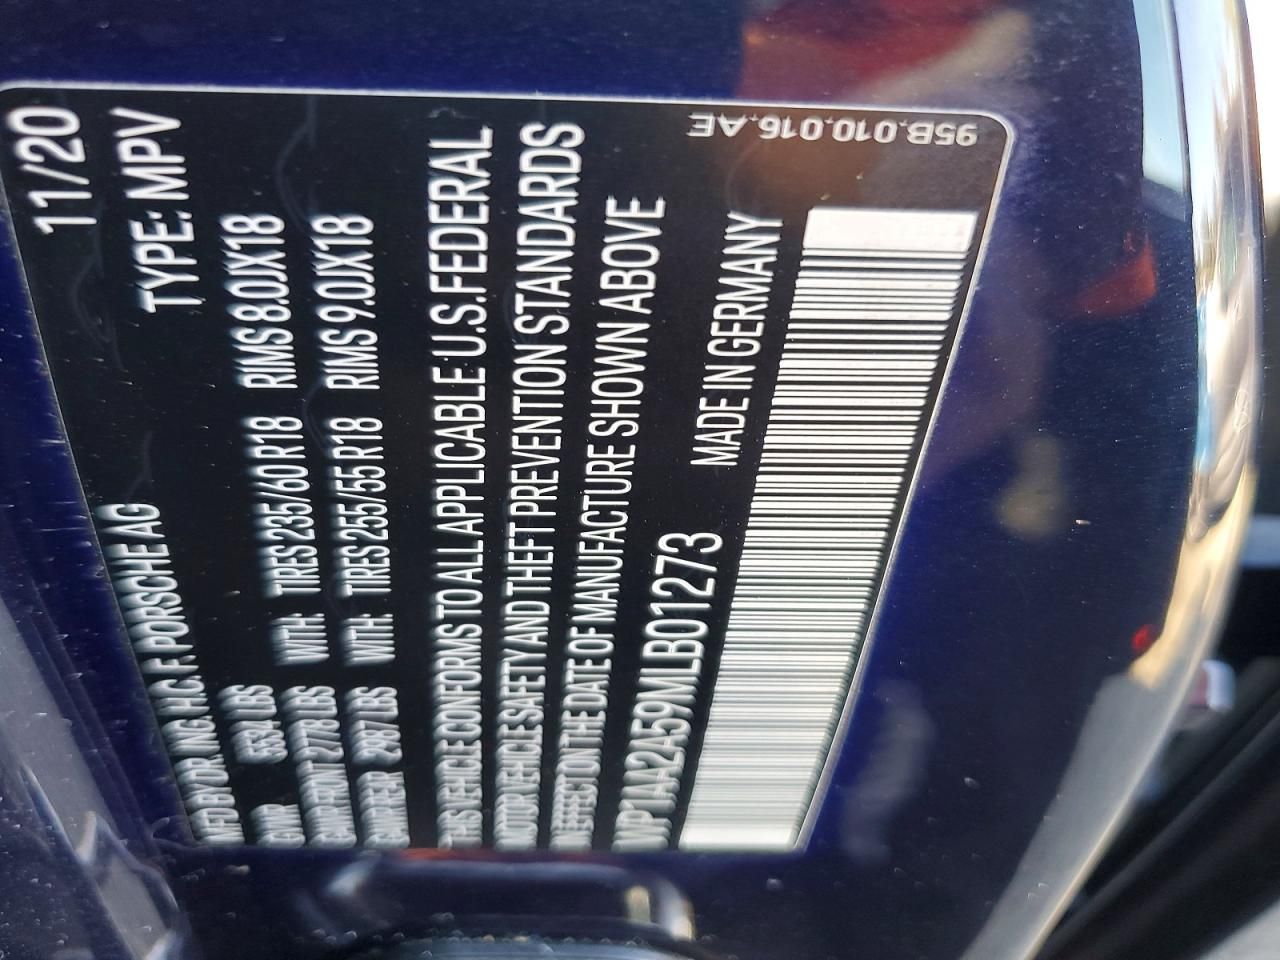 MFD BY DR. ING. H.C. F. PORSCHE AG 11/20
GVWR 5534 LBS TYPE: MPV
GAWR FRONT 2778 LBS WITH: TIRES 235/60 R18 RIMS 8.0JX18
GAWR REAR 2987 LBS WITH: TIRES 255/55 R18 RIMS 9.0JX18
THIS VEHICLE CONFORMS TO ALL APPLICABLE U.S.FEDERAL
MOTOR VEHICLE SAFETY AND THEFT PREVENTION STANDARDS
IN EFFECT ON THE DATE OF MANUFACTURE SHOWN ABOVE
WP1AA2A59MLB01273 MADE IN GERMANY
95B.010.016.AE